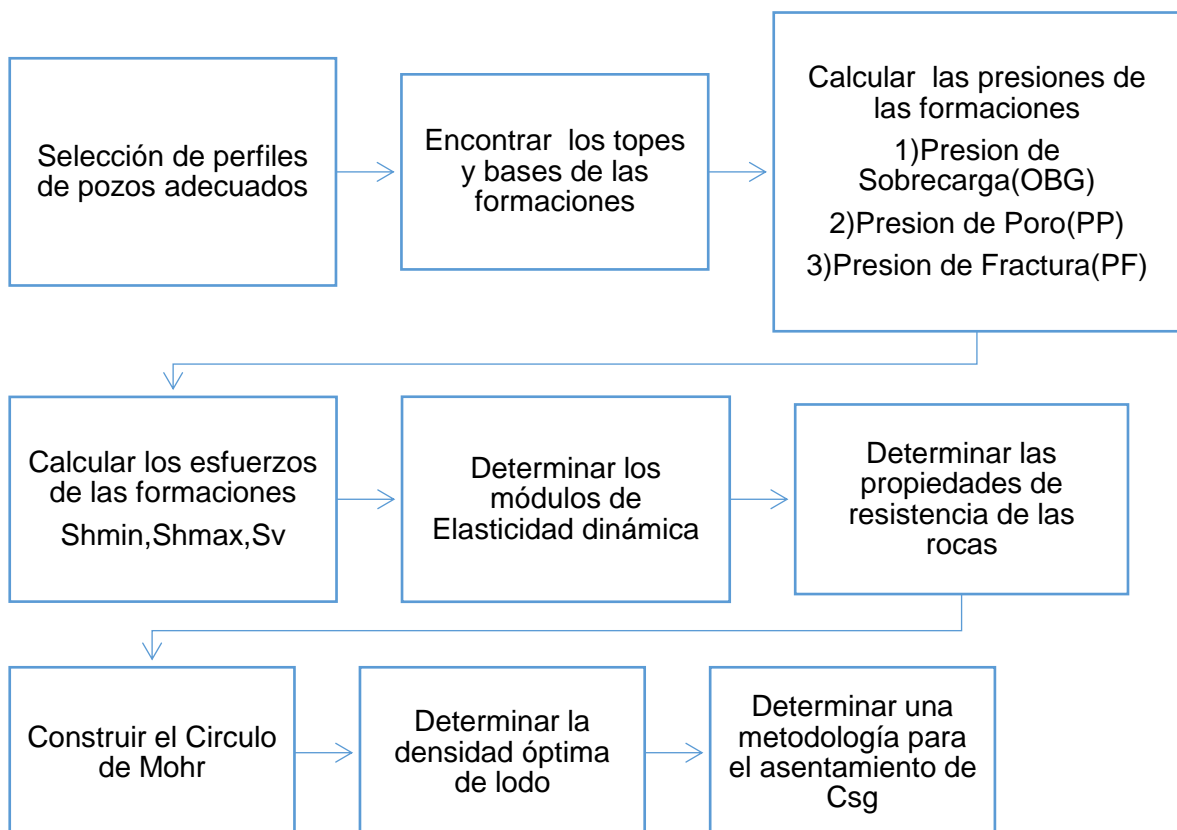 Selección de perfiles
de pozos adecuados
Encontrar los topes
y bases de las
formaciones
Calcular las presiones de
las formaciones
1)Presion de
Sobrecarga(OBG)
2)Presion de Poro(PP)
3)Presion de Fractura(PF)
Calcular los esfuerzos
de las formaciones
Shmin,Shmax,Sv
Determinar los
módulos de
Elasticidad dinámica
Determinar las
propiedades de
resistencia de las
rocas
Construir el Circulo
de Mohr
Determinar la
densidad óptima
de lodo
Determinar una
metodología para
el asentamiento de
Csg